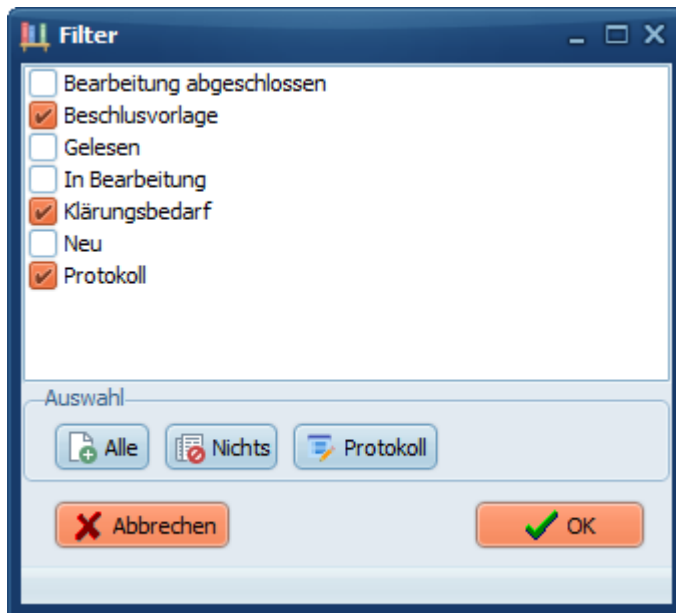 Filter
Bearbeitung abgeschlossen
Beschlusvorlage
Gelesen
In Bearbeitung
Klärungsbedarf
Neu
Protokoll
Auswahl
Alle Nichts Protokoll
Abbrechen OK